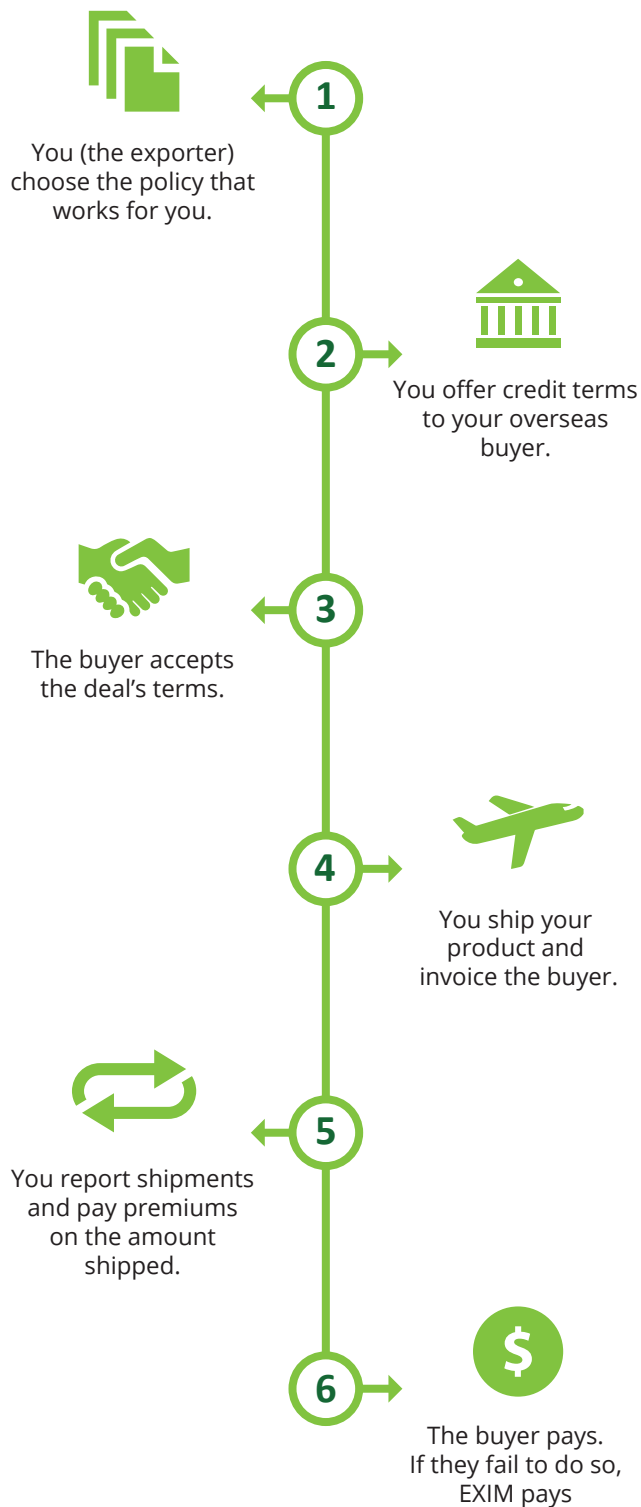 1
You (the exporter)
choose the policy that
works for you.
2
You offer credit terms
to your overseas
buyer.
3
The buyer accepts
the deal’s terms.
4
You ship your
product and
invoice the buyer.
5
You report shipments
and pay premiums
on the amount
shipped.
6
$
The buyer pays.
If they fail to do so,
EXIM pays